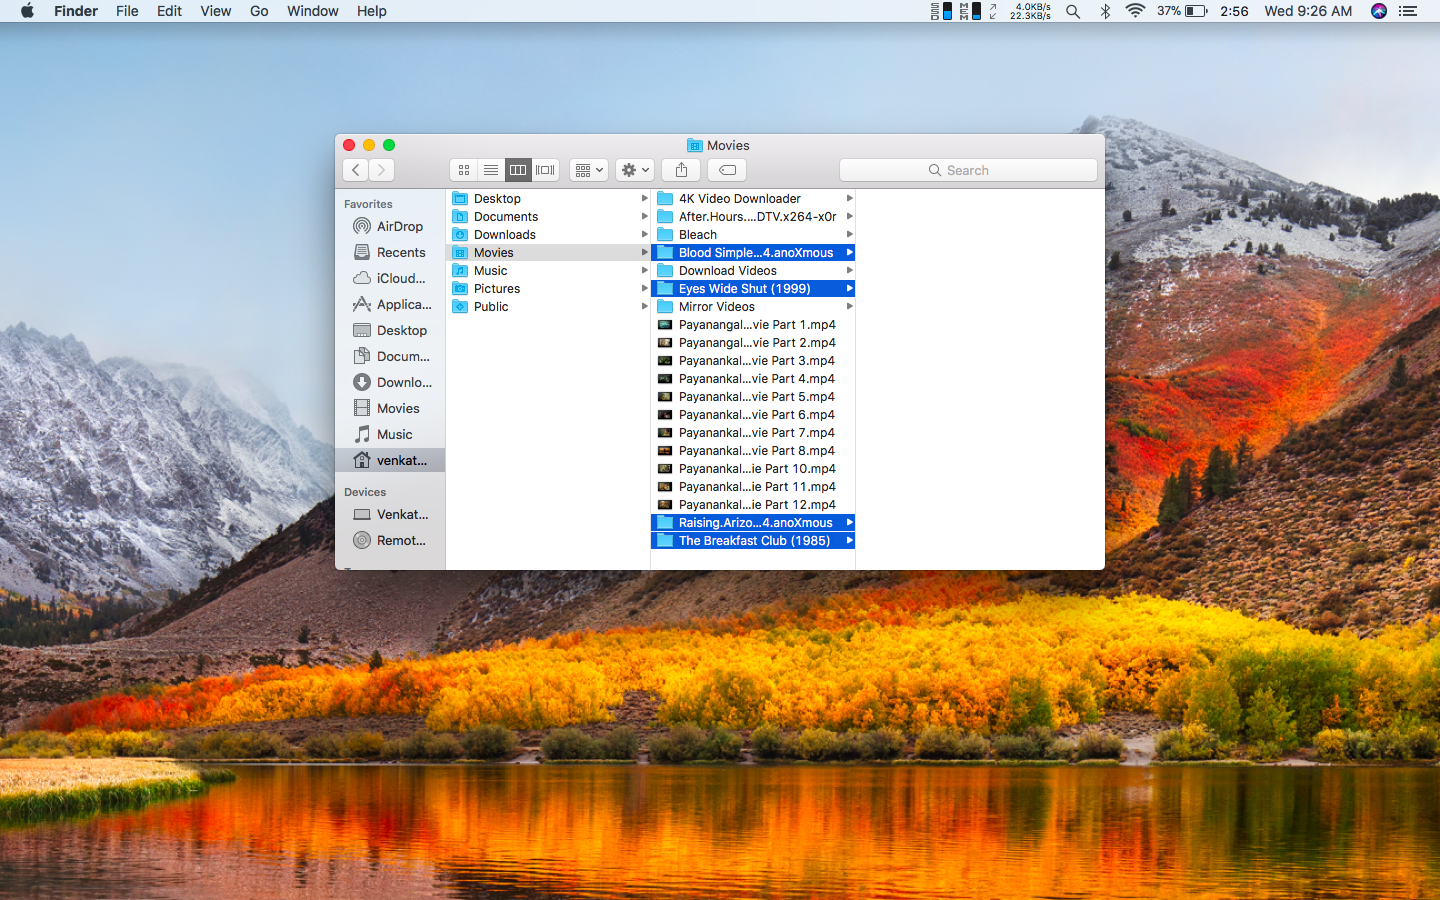 Finder File Edit View Go Window Help
SSD MEM 4.0KB/s 22.3KB/s 37% 2:56 Wed 9:26 AM
Movies
Search
Favorites
AirDrop
Recents
iCloud...
Applica...
Desktop
Docum...
Downlo...
Movies
Music
venkat...
Devices
Venkat...
Remot...
Desktop
Documents
Downloads
Movies
Music
Pictures
Public
4K Video Downloader
After.Hours....DTV.x264-x0r
Bleach
Blood Simple...4.anoXmous
Download Videos
Eyes Wide Shut (1999)
Mirror Videos
Payanangal...vie Part 1.mp4
Payanangal...vie Part 2.mp4
Payanankal...vie Part 3.mp4
Payanankal...vie Part 4.mp4
Payanankal...vie Part 5.mp4
Payanankal...vie Part 6.mp4
Payanankal...vie Part 7.mp4
Payanankal...vie Part 8.mp4
Payanankal...ie Part 10.mp4
Payanankal...ie Part 11.mp4
Payanankal...ie Part 12.mp4
Raising.Arizo...4.anoXmous
The Breakfast Club (1985)